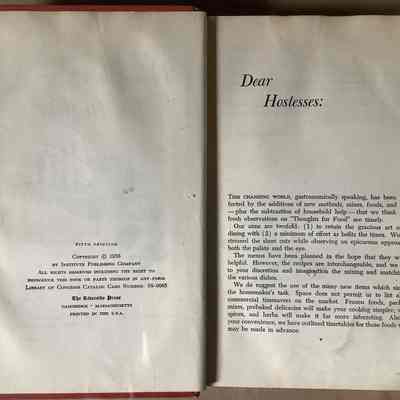 FIFTH PRINTING
COPYRIGHT ©
BY INSTITUTE PUBLISHING COMPANY
ALL RIGHTS RESERVED INCLUDING THE RIGHT TO
REPRODUCE THIS BOOK OR PARTS THEREOF IN ANY FORM
LIBRARY OF CONGRESS CATALOG CARD NUMBER
The Riverside Press
CAMBRIDGE · MASSACHUSETTS
PRINTED IN THE U.S.A.
Dear
Hostesses:
THIS CHANGING WORLD, gastronomically speaking, has been
fected by the additions of new methods, mixes, foods, and
—plus the subtraction of household help—that we think
fresh observations on "Thoughts for Food" are timely.
Our aims are twofold: (1) to retain the gracious art of
dining with (2) a minimum of effort as befits the times. We
stressed the short cuts while observing an epicurean approach
both the palate and the eye.
The menus have been planned in the hope that they will
helpful. However, the recipes are interchangeable, and we
to your discretion and imagination the mixing and matching
the various dishes.
We do suggest the use of the many new items which
the homemaker's task. Space does not permit us to list all
commercial timesavers on the market. Frozen foods,
mixes, prebaked delicacies will make your cooking simpler,
spices, and herbs will make it far more interesting. Also
your convenience, we have outlined timetables for those foods
may be made in advance.